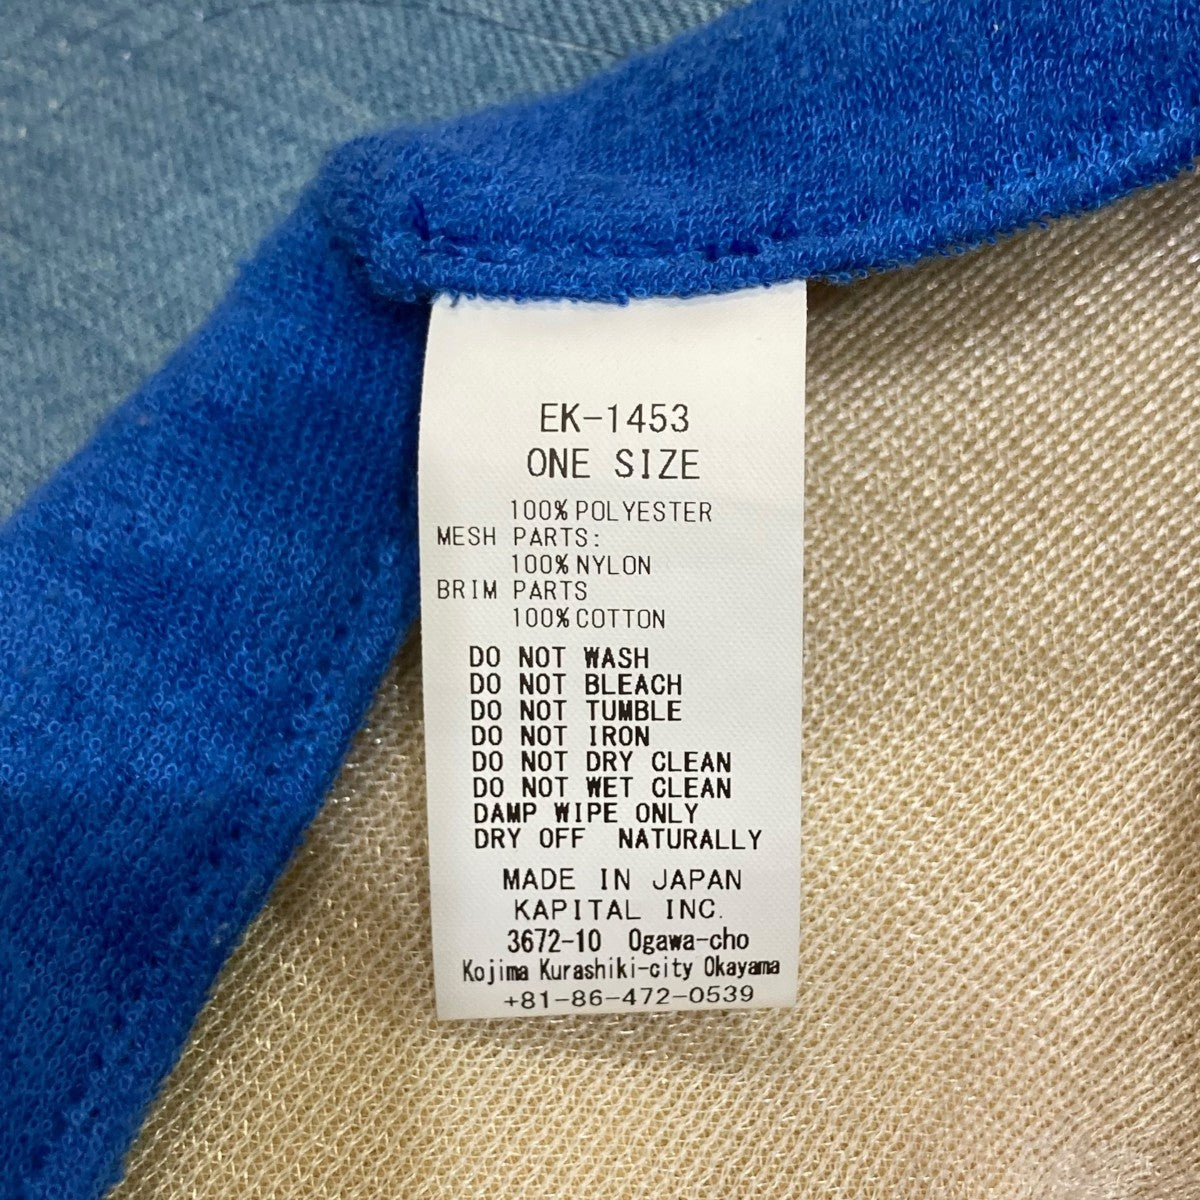 EK-1453
ONE SIZE
100%POLYESTER
MESH PARTS:
100%NYLON
BRIM PARTS
100%COTTON
DO NOT WASH
DO NOT BLEACH
DO NOT TUMBLE
DO NOT IRON
DO NOT DRY CLEAN
DO NOT WET CLEAN
DAMP WIPE ONLY
DRY OFF NATURALLY
MADE IN JAPAN
KAPITAL INC.
3672-10 Ogawa-cho
Kojima Kurashiki-city Okayama
+81-86-472-0539